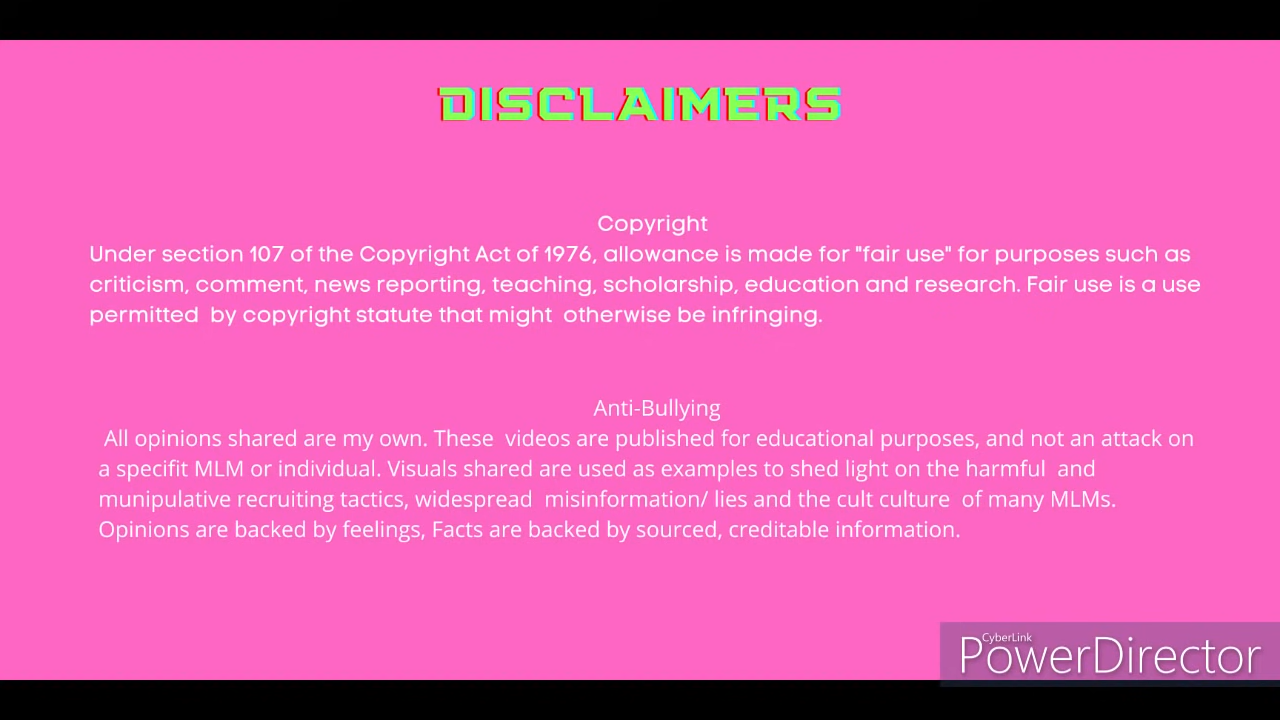 DISCLAIMERS
Copyright
Under section 107 of the Copyright Act of 1976, allowance is made for "fair use" for purposes such as
criticism, comment, news reporting, teaching, scholarship, education and research. Fair use is a use
permitted by copyright statute that might otherwise be infringing.
Anti-Bullying
All opinions shared are my own. These videos are published for educational purposes, and not an attack on
a specifit MLM or individual. Visuals shared are used as examples to shed light on the harmful and
munipulative recruiting tactics, widespread misinformation/ lies and the cult culture of many MLMs.
Opinions are backed by feelings, Facts are backed by sourced, creditable information.
CyberLink
PowerDirector